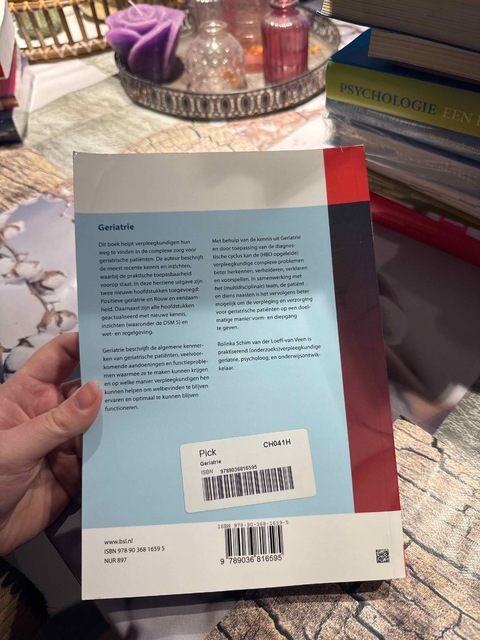 PSYCHOLOGIE EEN
Geriatrie
Dit boek helpt verpleegkundigen hun
weg te vinden in de complexe zorg voor
geriatrische patiënten. De auteur beschrijft
de meest recente kennis en inzichten,
waarbij de praktische toepasbaarheid
voorop staat. In deze herziene uitgave zijn
twee nieuwe hoofdstukken toegevoegd:
Positieve geriatrie en Rouw en eenzaam-
heid. Daarnaast zijn alle hoofdstukken
geactualiseerd met nieuwe kennis,
inzichten (waaronder de DSM 5) en
wet- en regelgeving.
Geriatrie beschrijft de algemene kenmer-
ken van geriatrische patiënten, veelvoor-
komende aandoeningen en functieproble-
men waarmee ze te maken kunnen krijgen
en op welke manier verpleegkundigen hen
kunnen helpen om welbevinden te blijven
ervaren en optimaal te kunnen blijven
functioneren.
Met behulp van de kennis uit Geriatrie
en door toepassing van de diagnos-
tische cyclus kan de (HBO opgeleide)
verpleegkundige complexe problemen
beter herkennen, verhelderen, verklaren
en voorspellen. In samenwerking met
het (multidisciplinair) team, de patiënt
en diens naasten is het vervolgens beter
mogelijk om de verpleging en verzorging
voor geriatrische patiënten op een doel-
matige manier vorm- en diepgang
te geven.
Bolinka Schim van der Loeff-van Veen is
praktiserend (onderzoeks)verpleegkundige
geriatrie, psycholoog, en onderwijsontwik-
kelaar.
Pick CH041H
Geriatrie
ISBN 9789036816595
ISBN 978-90-368-1659-5
9 789036 816595
www.bsl.nl
ISBN 978 90 368 1659 5
NUR 897